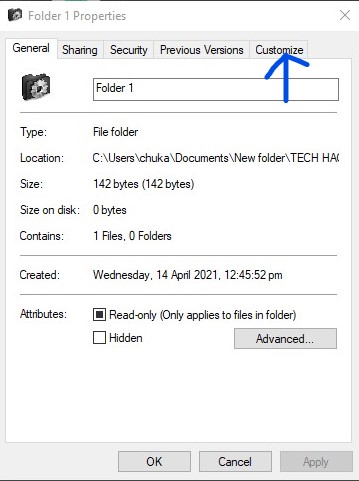 Folder 1 Properties
General Sharing Security Previous Versions Customize
Folder 1
Type: File folder
Location: C:\Users\chuka\Documents\New folder\TECH HA
Size: 142 bytes (142 bytes)
Size on disk: 0 bytes
Contains: 1 Files, 0 Folders
Created: Wednesday, 14 April 2021, 12:45:52 pm
Attributes: Read-only (Only applies to files in folder)
Hidden
Advanced...
OK Cancel Apply